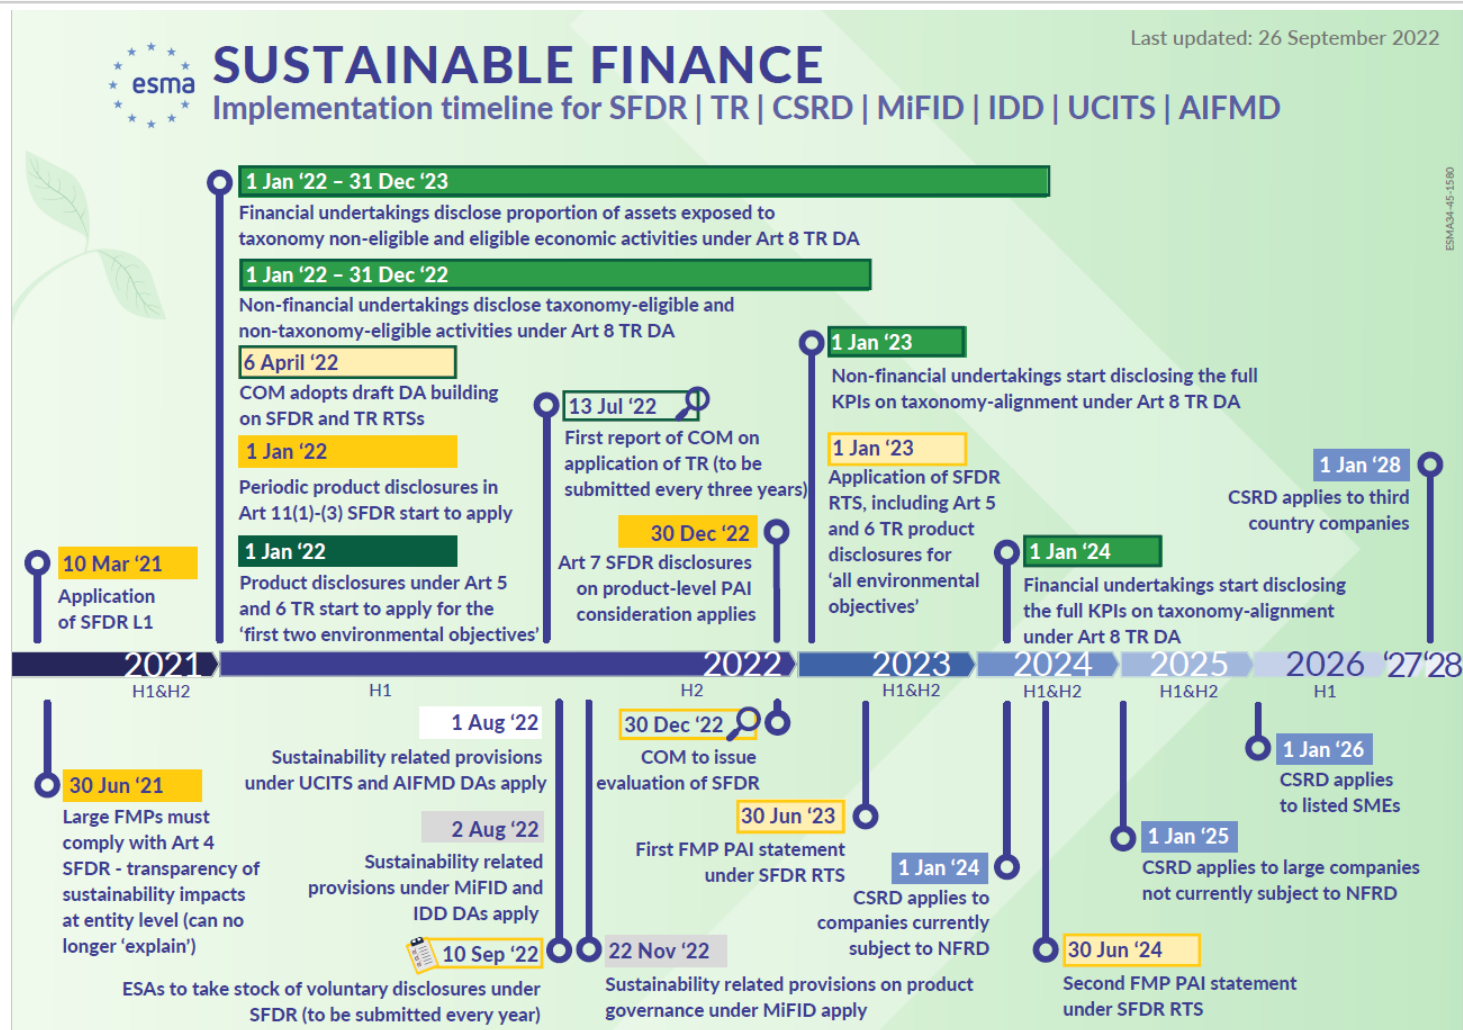 Last updated: 26 September 2022
esma
SUSTAINABLE FINANCE
Implementation timeline for SFDR | TR | CSRD | MiFID | IDD | UCITS | AIFMD
ESMA34-45-1580
1 Jan ‘22 – 31 Dec ‘23
Financial undertakings disclose proportion of assets exposed to
taxonomy non-eligible and eligible economic activities under Art 8 TR DA
1 Jan ‘22 – 31 Dec ‘22
Non-financial undertakings disclose taxonomy-eligible and
non-taxonomy-eligible activities under Art 8 TR DA
6 April ‘22
COM adopts draft DA building
on SFDR and TR RTSs
1 Jan ‘22
Periodic product disclosures in
Art 11(1)-(3) SFDR start to apply
1 Jan ‘22
Product disclosures under Art 5
and 6 TR start to apply for the
‘first two environmental objectives’
10 Mar ‘21
Application
of SFDR L1
13 Jul ‘22
First report of COM on
application of TR (to be
submitted every three years)
30 Dec ‘22
Art 7 SFDR disclosures
on product-level PAI
consideration applies
1 Jan ‘23
Non-financial undertakings start disclosing the full
KPIs on taxonomy-alignment under Art 8 TR DA
1 Jan ‘23
Application of SFDR
RTS, including Art 5
and 6 TR product
disclosures for
‘all environmental
objectives’
1 Jan ‘24
Financial undertakings start disclosing
the full KPIs on taxonomy-alignment
under Art 8 TR DA
1 Jan ‘28
CSRD applies to third
country companies
2021 2022 2023 2024 2025 2026 ‘27 ‘28
H1&H2 H1 H2 H1&H2 H1&H2 H1&H2 H1
30 Jun ‘21
Large FMPs must
comply with Art 4
SFDR - transparency of
sustainability impacts
at entity level (can no
longer ‘explain’)
1 Aug ‘22
Sustainability related provisions
under UCITS and AIFMD DAs apply
2 Aug ‘22
Sustainability related
provisions under MiFID and
IDD DAs apply
10 Sep ‘22
ESAs to take stock of voluntary disclosures under
SFDR (to be submitted every year)
30 Dec ‘22
COM to issue
evaluation of SFDR
22 Nov ‘22
Sustainability related provisions on product
governance under MiFID apply
30 Jun ‘23
First FMP PAI statement
under SFDR RTS
1 Jan ‘24
CSRD applies to
companies currently
subject to NFRD
30 Jun ‘24
Second FMP PAI statement
under SFDR RTS
1 Jan ‘25
CSRD applies to large companies
not currently subject to NFRD
1 Jan ‘26
CSRD applies
to listed SMEs